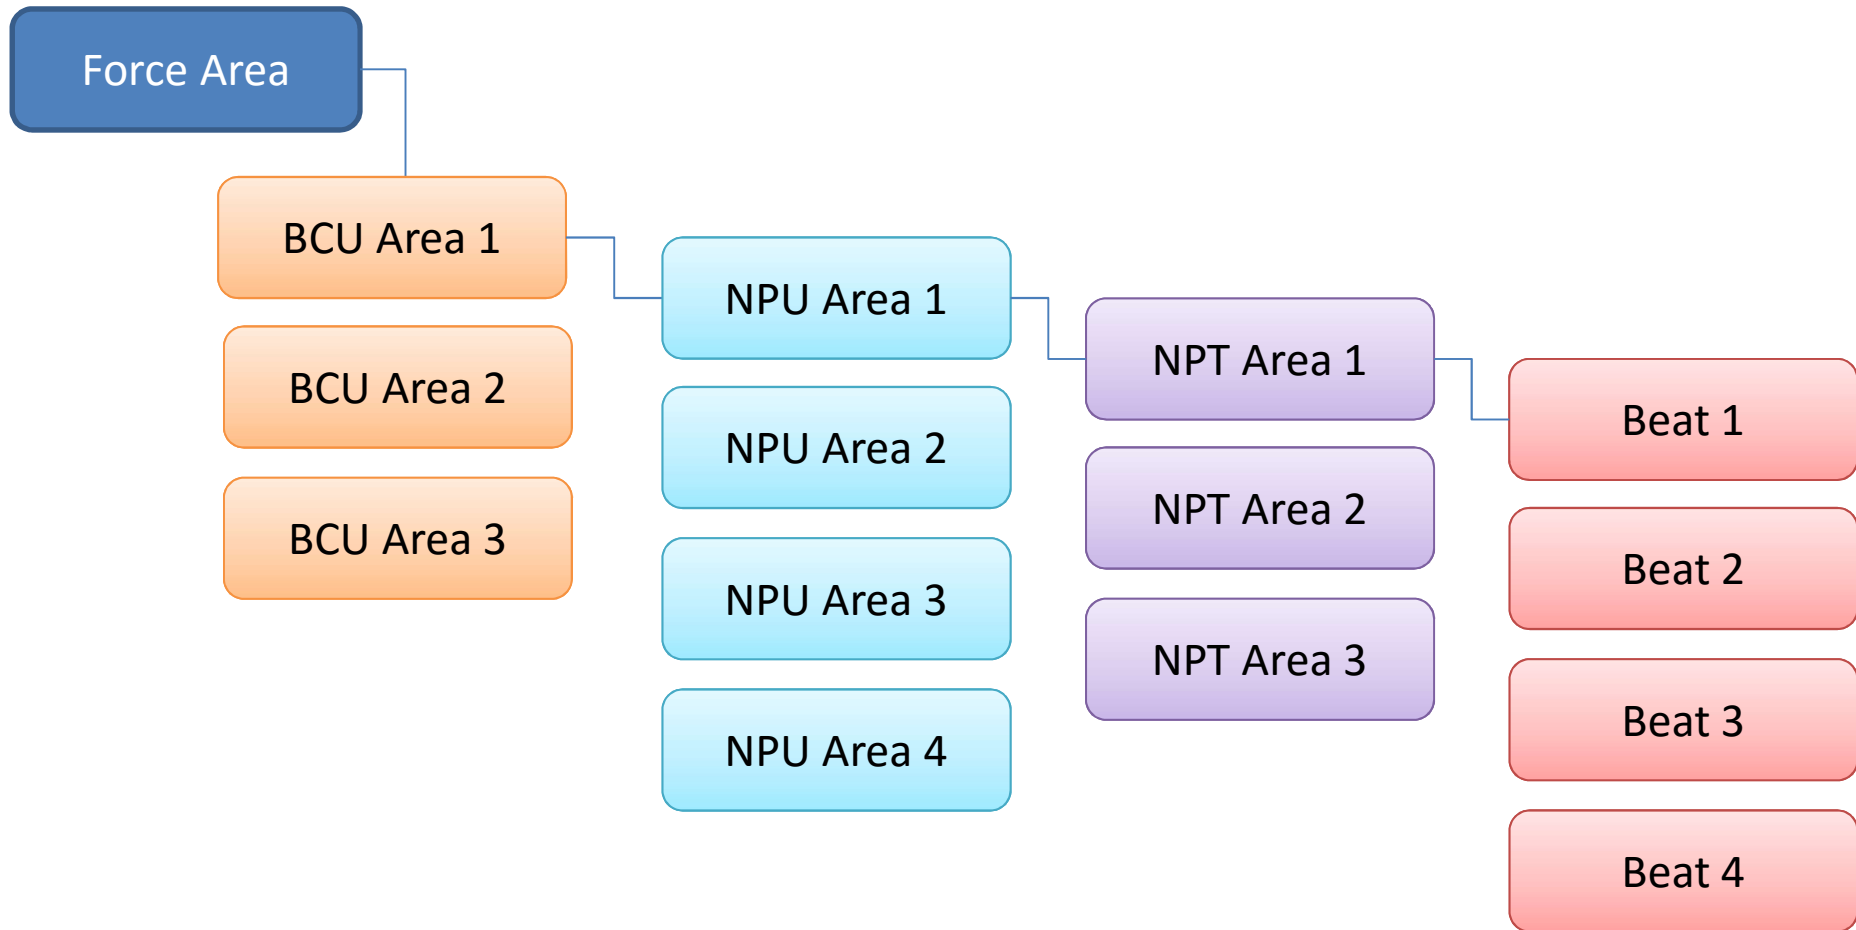 Force Area
BCU Area 1
BCU Area 2
BCU Area 3
NPU Area 1
NPU Area 2
NPU Area 3
NPU Area 4
NPT Area 1
NPT Area 2
NPT Area 3
Beat 1
Beat 2
Beat 3
Beat 4